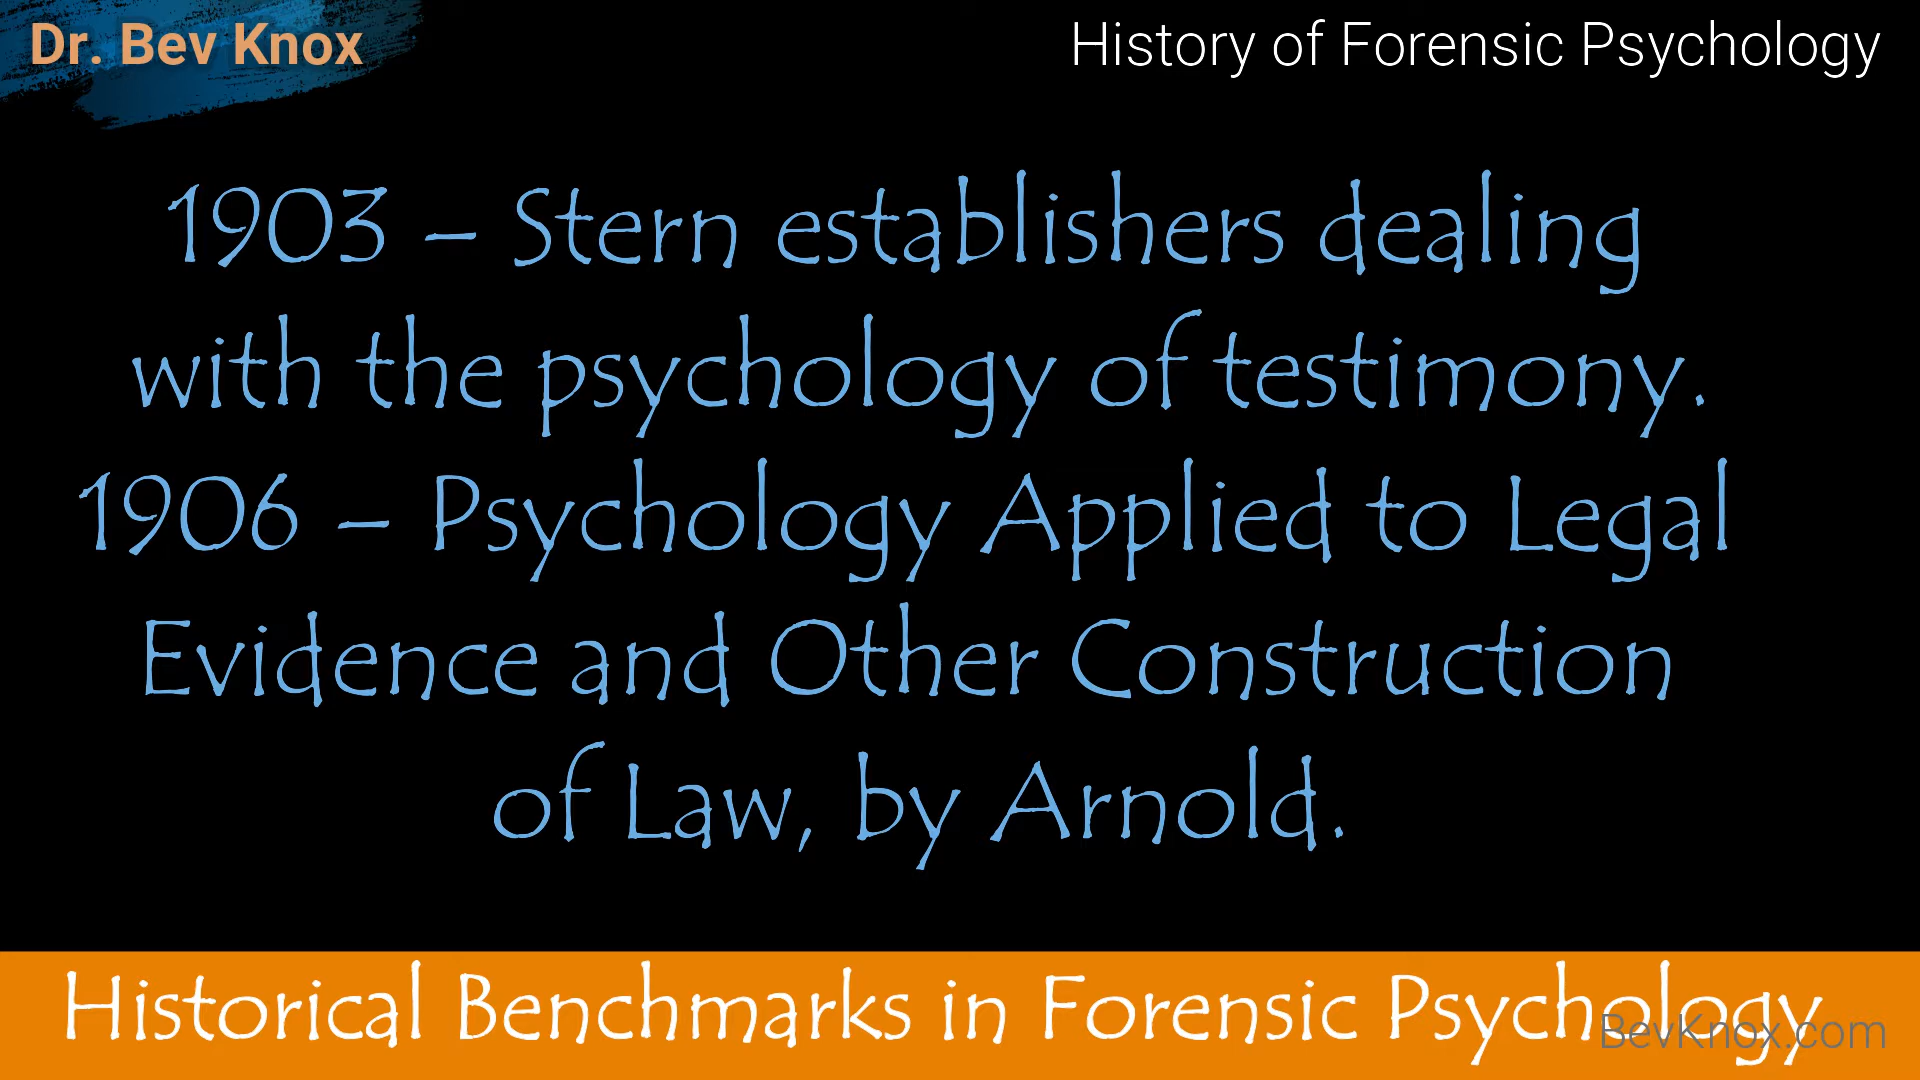 Dr. Bev Knox
History of Forensic Psychology
1903 – Stern establishers dealing
with the psychology of testimony.
1906 – Psychology Applied to Legal
Evidence and Other Construction
of Law, by Arnold.
Historical Benchmarks in Forensic Psychology
BevKnox.com